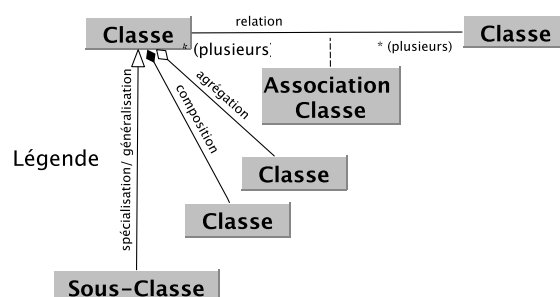 relation
Classe
Classe
* (plusieurs)
* (plusieurs)
Association
Classe
agrégation
composition
spécialisation/ généralisation
Légende
Classe
Classe
Sous-Classe